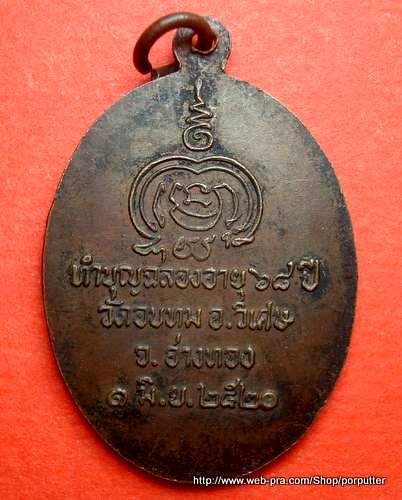 ทำบุญฉลองอายุ ๖๘ ปี
วัดอบทม อ.วิเศษ
จ. อ่างทอง
๑ มิ.ย. ๒๕๒๐
http://www.web-pra.com/Shop/porputter